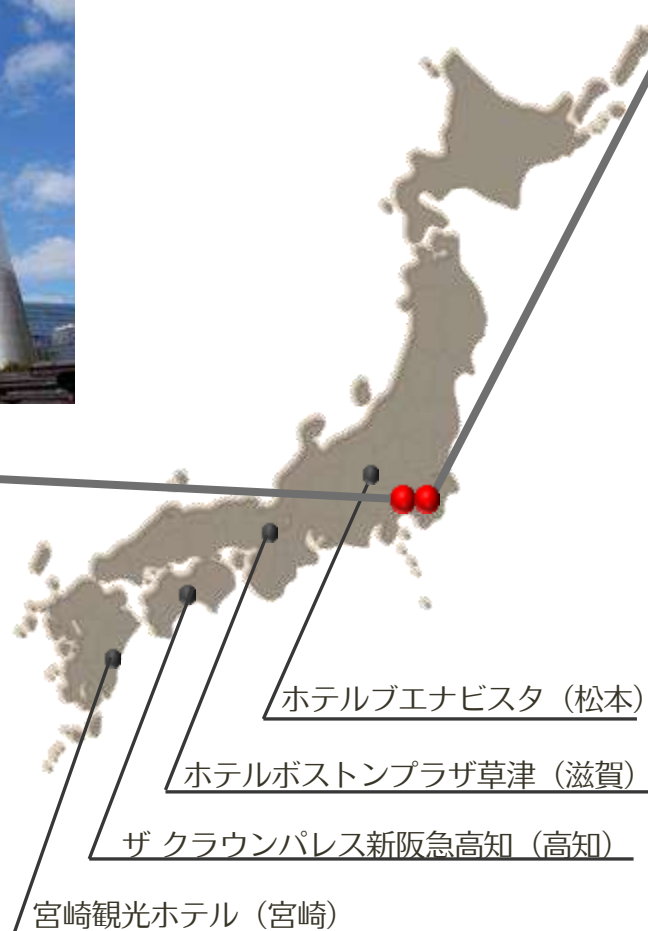 ホテルブエナビスタ（松本）
ホテルボストンプラザ草津（滋賀）
ザ クラウンパレス新阪急高知（高知）
宮崎観光ホテル（宮崎）